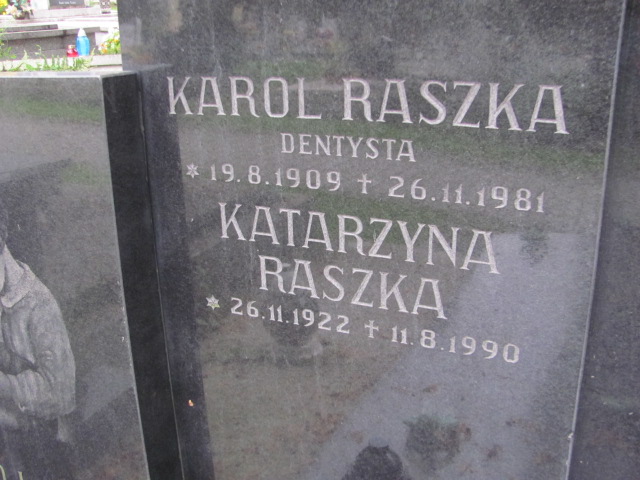 KAROL RASZKA
DENTYSTA
* 19.8.1909 ✝ 26.11.1981
KATARZYNA
RASZKA
* 26.11.1922 ✝ 11.8.1990